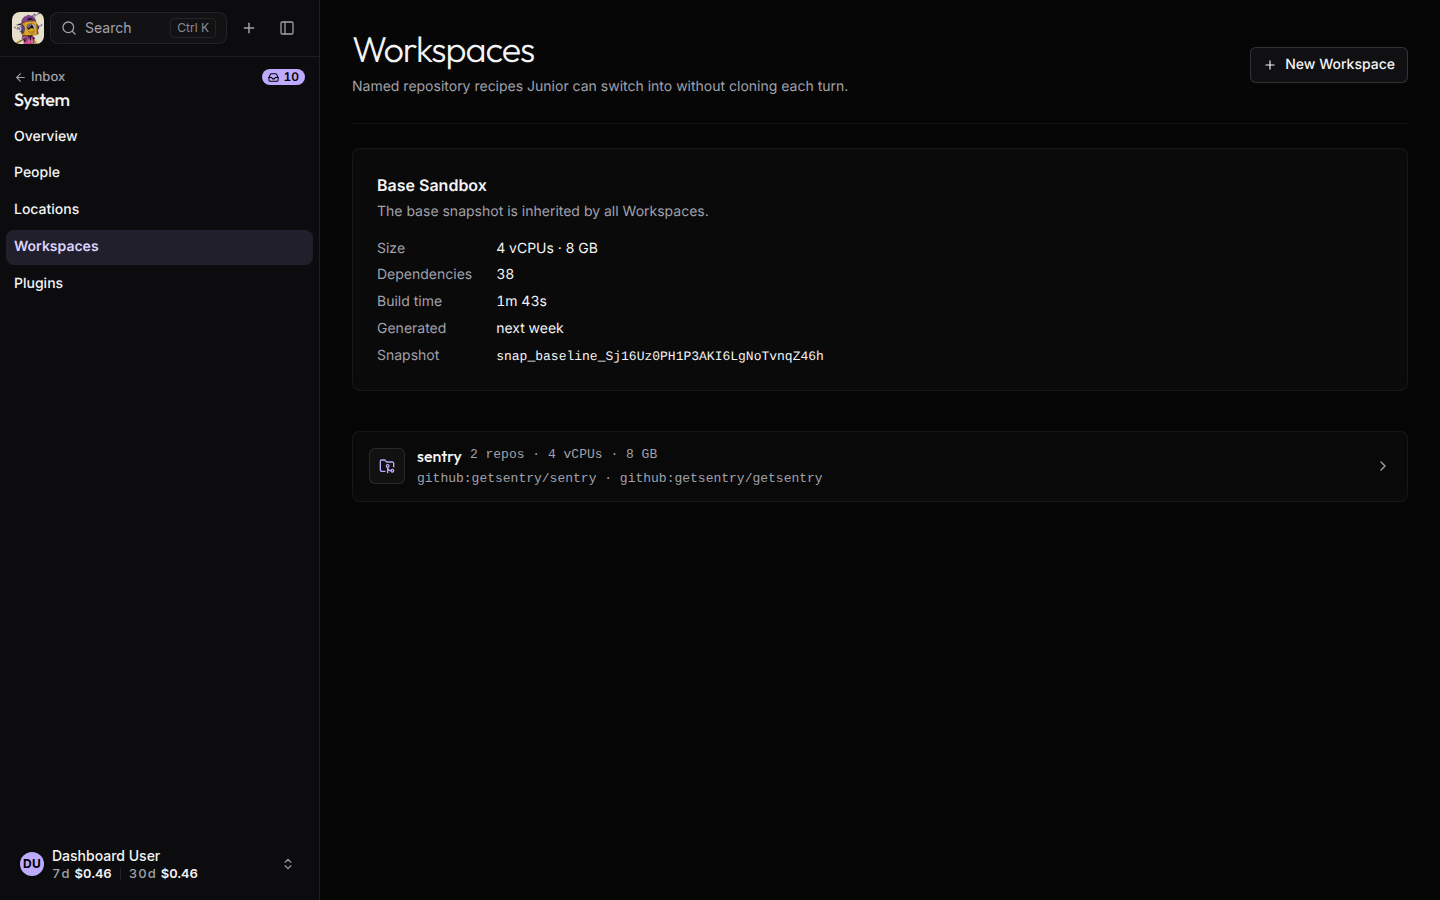 Search Ctrl K
Inbox 10
System
Overview
People
Locations
Workspaces
Plugins
Dashboard User
7d $0.46 30d $0.46
DU
Workspaces
Named repository recipes Junior can switch into without cloning each turn.
New Workspace
Base Sandbox
The base snapshot is inherited by all Workspaces.
Size 4 vCPUs · 8 GB
Dependencies 38
Build time 1m 43s
Generated next week
Snapshot snap_baseline_Sj16Uz0PH1P3AKI6LgNoTvnqZ46h
sentry 2 repos · 4 vCPUs · 8 GB
github:getsentry/sentry · github:getsentry/getsentry